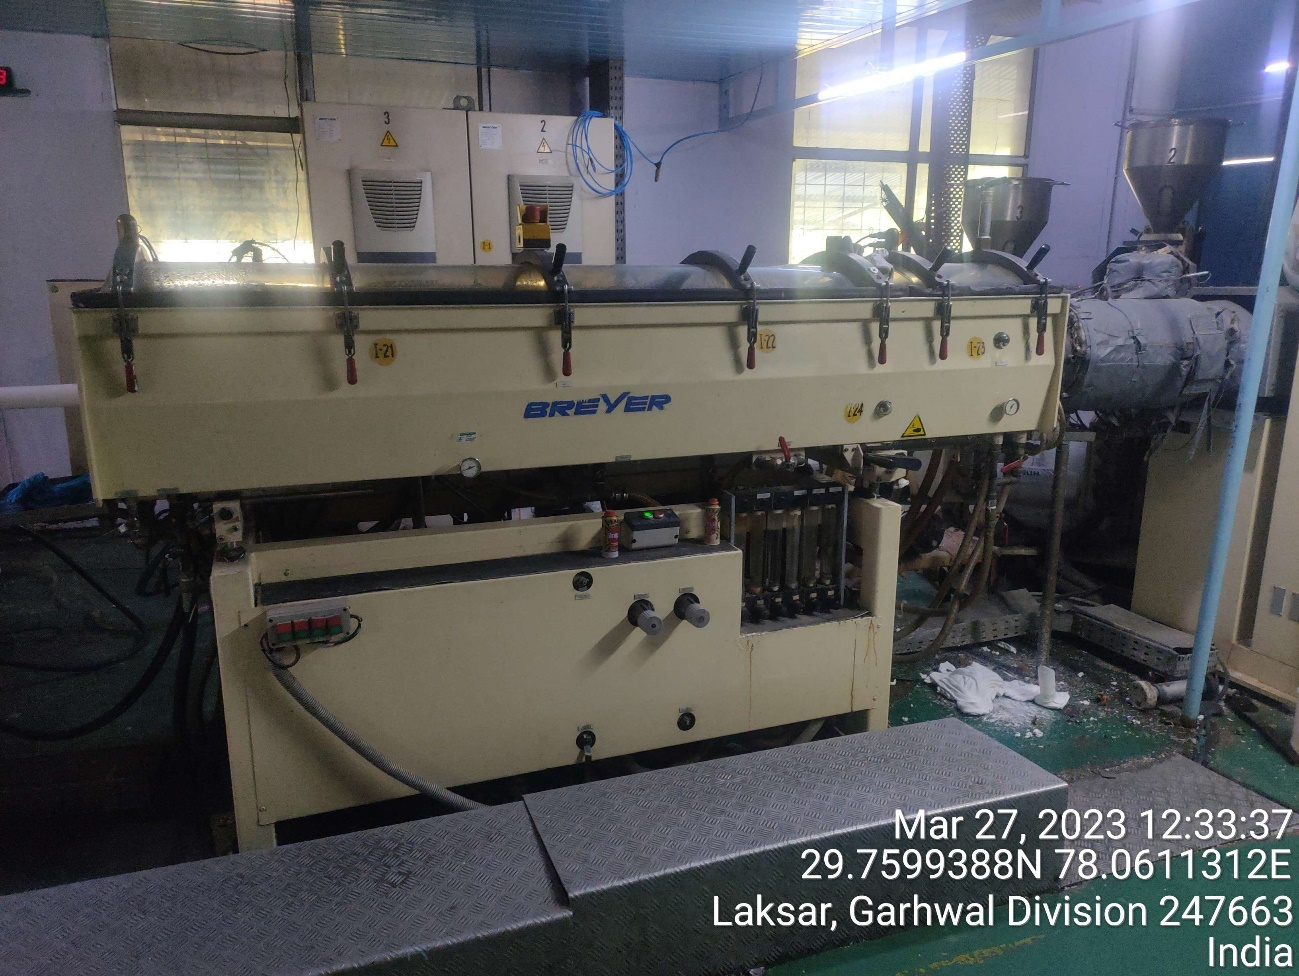 3
3
2
3
2
I-21
I-22
I-23
BREYER
I-24
Mar 27, 2023 12:33:37
29.7599388N 78.0611312E
Laksar, Garhwal Division 247663
India